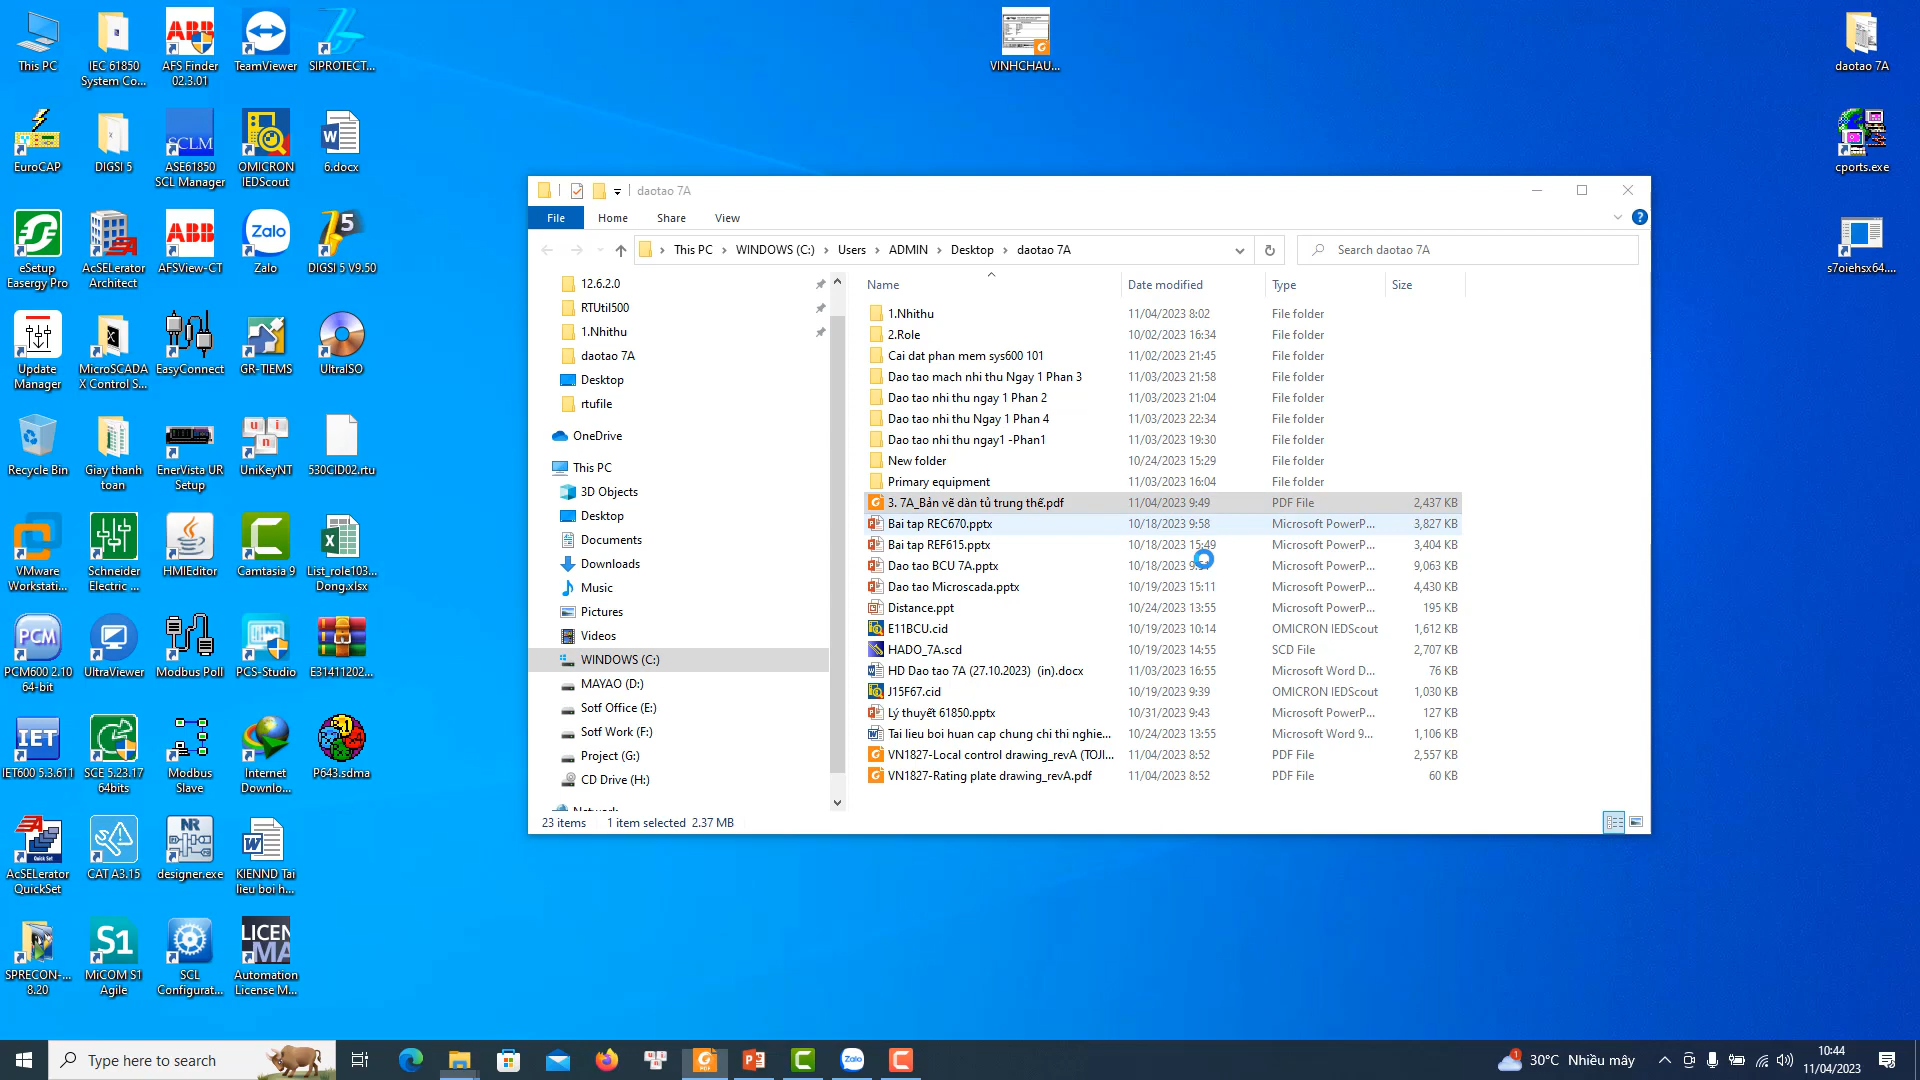 This PC
IEC 61850 System Co...
AFS Finder 02.3.01
TeamViewer
SIPROTECT...
EuroCAP
DIGSI 5
ASE61850 SCL Manager
OMICRON IEDScout
6.docx
eSetup Easergy Pro
AcSELerator Architect
AFSView-CT
Zalo
DIGSI 5 V9.50
Update Manager
MicroSCADA X Control S...
EasyConnect
GR-TIEMS
UltraISO
Recycle Bin
Giay thanh toan
EnerVista UR Setup
UniKeyNT
530CID02.rtu
VMware Workstati...
Schneider Electric ...
HMIEditor
Camtasia 9
List_role103... Dong.xlsx
PCM600 2.10 64-bit
UltraViewer
Modbus Poll
PCS-Studio
E31411202...
IET600 5.3.611
SCE 5.23.17 64bits
Modbus Slave
Internet Downlo...
P643.sdma
AcSELerator QuickSet
CAT A3.15
designer.exe
KIENND Tai lieu boi h...
SPRECON-... 8.20
MiCOM S1 Agile
SCL Configurat...
Automation License M...
VINHCHAU...
daotao 7A
cports.exe
s7oiehsx64....
daotao 7A
File Home Share View
This PC › WINDOWS (C:) › Users › ADMIN › Desktop › daotao 7A
Search daotao 7A
12.6.2.0
RTUtil500
1.Nhithu
daotao 7A
Desktop
rtufile
OneDrive
This PC
3D Objects
Desktop
Documents
Downloads
Music
Pictures
Videos
WINDOWS (C:)
MAYAO (D:)
Sotf Office (E:)
Sotf Work (F:)
Project (G:)
CD Drive (H:)
Network
Name Date modified Type Size
1.Nhithu 11/04/2023 8:02 File folder
2.Role 10/02/2023 16:34 File folder
Cai dat phan mem sys600 101 11/02/2023 21:45 File folder
Dao tao mach nhi thu Ngay 1 Phan 3 11/03/2023 21:58 File folder
Dao tao nhi thu ngay 1 Phan 2 11/03/2023 21:04 File folder
Dao tao nhi thu Ngay 1 Phan 4 11/03/2023 22:34 File folder
Dao tao nhi thu ngay1 -Phan1 11/03/2023 19:30 File folder
New folder 10/24/2023 15:29 File folder
Primary equipment 11/03/2023 16:04 File folder
3. 7A_Bản vẽ dàn tủ trung thế.pdf 11/04/2023 9:49 PDF File 2,437 KB
Bai tap REC670.pptx 10/18/2023 9:58 Microsoft PowerP... 3,827 KB
Bai tap REF615.pptx 10/18/2023 15:49 Microsoft PowerP... 3,404 KB
Dao tao BCU 7A.pptx 10/18/2023 Microsoft PowerP... 9,063 KB
Dao tao Microscada.pptx 10/19/2023 15:11 Microsoft PowerP... 4,430 KB
Distance.ppt 10/24/2023 13:55 Microsoft PowerP... 195 KB
E11BCU.cid 10/19/2023 10:14 OMICRON IEDScout 1,612 KB
HADO_7A.scd 10/19/2023 14:55 SCD File 2,707 KB
HD Dao tao 7A (27.10.2023) (in).docx 11/03/2023 16:55 Microsoft Word D... 76 KB
J15F67.cid 10/19/2023 9:39 OMICRON IEDScout 1,030 KB
Lý thuyết 61850.pptx 10/31/2023 9:43 Microsoft PowerP... 127 KB
Tai lieu boi huan cap chung chi thi nghie... 10/24/2023 13:55 Microsoft Word 9... 1,106 KB
VN1827-Local control drawing_revA (TOJI... 11/04/2023 8:52 PDF File 2,557 KB
VN1827-Rating plate drawing_revA.pdf 11/04/2023 8:52 PDF File 60 KB
23 items 1 item selected 2.37 MB
Type here to search
30°C Nhiều mây
10:44
11/04/2023